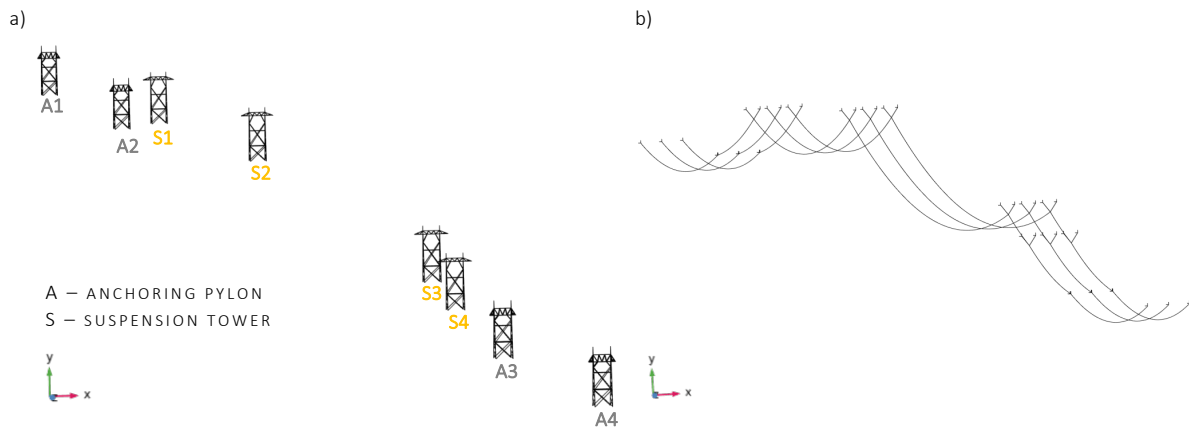 a)
b)
A1
A2
S1
S2
S3
S4
A3
A4
A – ANCHORING PYLON
S – SUSPENSION TOWER
y
x
y
x